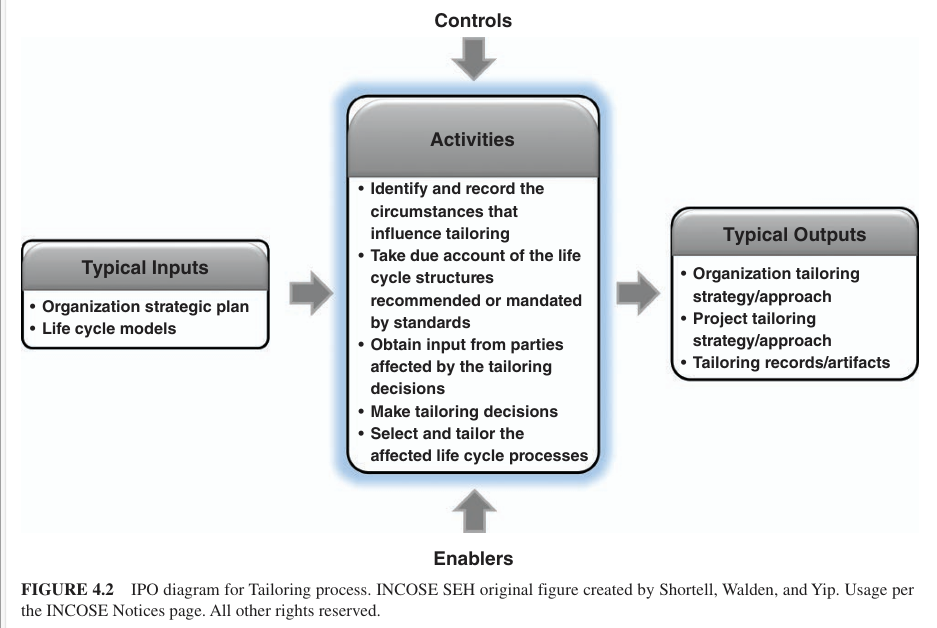 Controls
Typical Inputs
• Organization strategic plan
• Life cycle models
Activities
• Identify and record the
circumstances that
influence tailoring
• Take due account of the life
cycle structures
recommended or mandated
by standards
• Obtain input from parties
affected by the tailoring
decisions
• Make tailoring decisions
• Select and tailor the
affected life cycle processes
Typical Outputs
• Organization tailoring
strategy/approach
• Project tailoring
strategy/approach
• Tailoring records/artifacts
Enablers
FIGURE 4.2 IPO diagram for Tailoring process. INCOSE SEH original figure created by Shortell, Walden, and Yip. Usage per
the INCOSE Notices page. All other rights reserved.